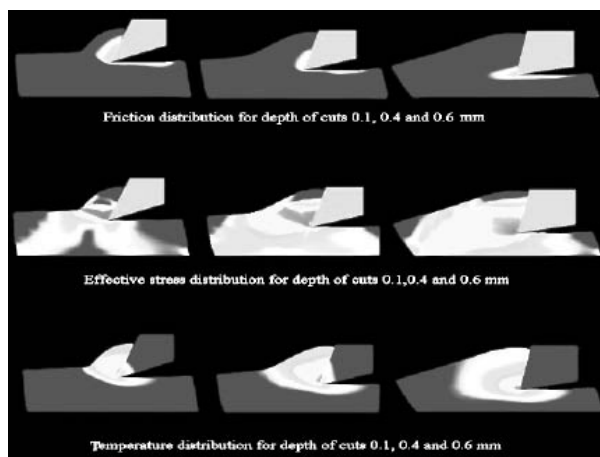 Friction distribution for depth of cuts 0.1, 0.4 and 0.6 mm
Effective stress distribution for depth of cuts 0.1,0.4 and 0.6 mm
Temperature distribution for depth of cuts 0.1, 0.4 and 0.6 mm